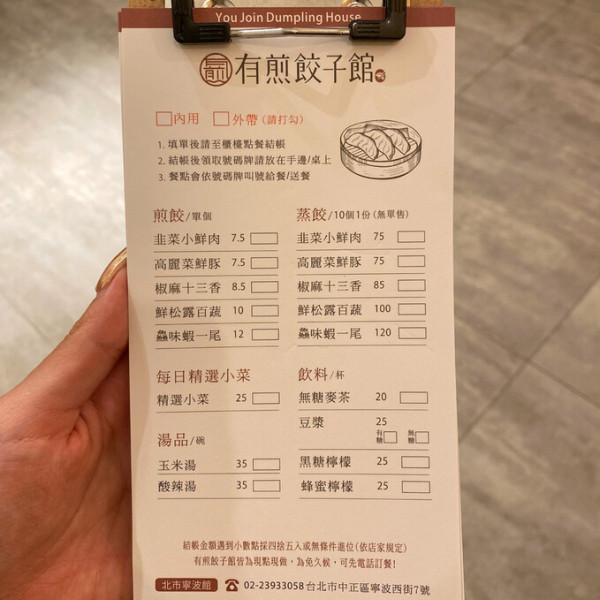 You Join Dumpling House
有煎餃子館
內用 外帶(請打勾)
1. 填單後請至櫃檯點餐結帳
2. 結帳後領取號碼牌請放在手邊/桌上
3. 餐點會依號碼牌叫號給餐/送餐
煎餃/單個
韭菜小鮮肉 7.5
高麗菜鮮豚 7.5
椒麻十三香 8.5
鮮松露百蔬 10
鱻味蝦一尾 12
蒸餃/10個1份(無單售)
韭菜小鮮肉 75
高麗菜鮮豚 75
椒麻十三香 85
鮮松露百蔬 100
鱻味蝦一尾 120
每日精選小菜
精選小菜 25
湯品/碗
玉米湯 35
酸辣湯 35
飲料/杯
無糖麥茶 20
豆漿 25
有糖 無糖
黑糖檸檬 25
蜂蜜檸檬 25
結帳金額遇到小數點採四捨五入或無條件進位(依店家規定)
有煎餃子館皆為現點現做,為免久候,可先電話訂餐!
北市寧波館 02-23933058 台北市中正區寧波西街7號